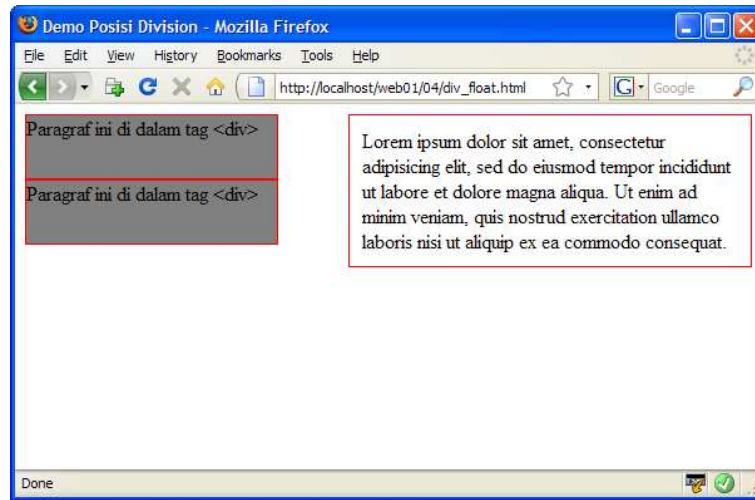 Demo Posisi Division - Mozilla Firefox
File Edit View History Bookmarks Tools Help
http://localhost/web01/04/div_float.html G Google
Paragraf ini di dalam tag <div>
Paragraf ini di dalam tag <div>
Lorem ipsum dolor sit amet, consectetur
adipisicing elit, sed do eiusmod tempor incididunt
ut labore et dolore magna aliqua. Ut enim ad
minim veniam, quis nostrud exercitation ullamco
laboris nisi ut aliquip ex ea commodo consequat.
Done